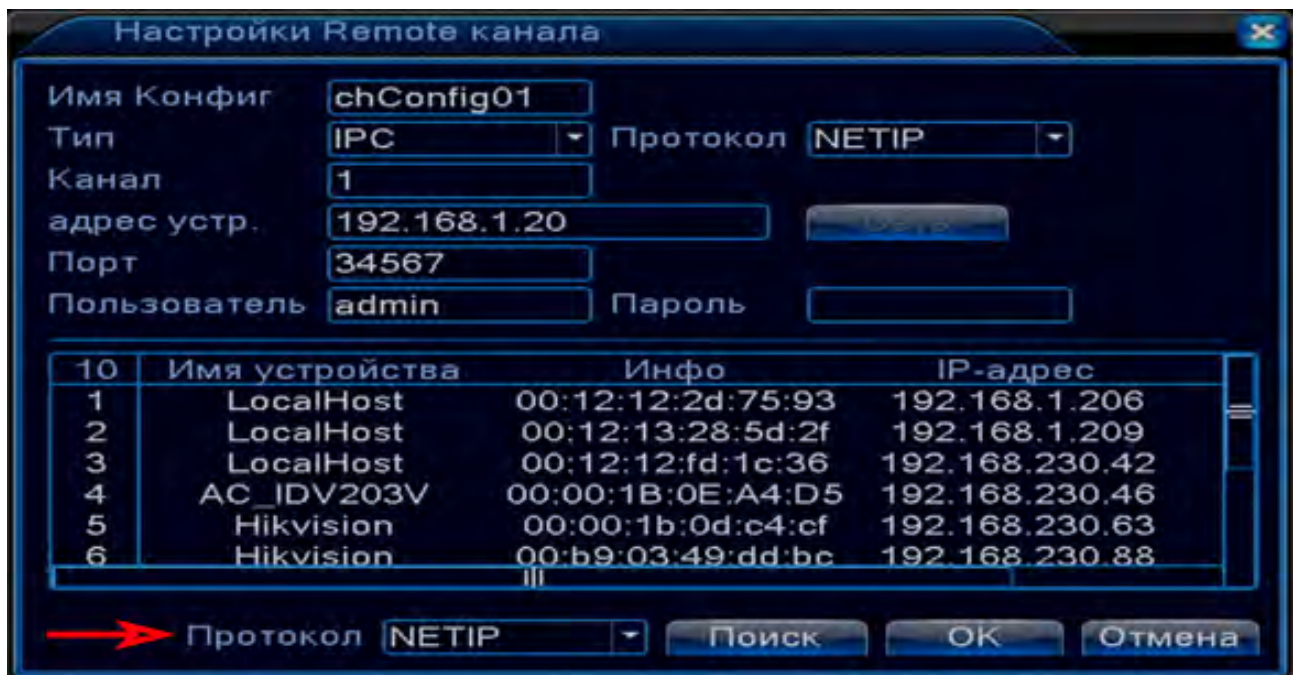 Настройки Remote канала
Имя Конфиг chConfig01
Тип IPC Протокол NETIP
Канал 1
адрес устр. 192.168.1.20
Порт 34567
Пользователь admin Пароль
10 Имя устройства Инфо IP-адрес
1 LocalHost 00:12:12:2d:75:93 192.168.1.206
2 LocalHost 00:12:13:28:5d:2f 192.168.1.209
3 LocalHost 00:12:12:fd:1c:36 192.168.230.42
4 AC_IDV203V 00:00:1B:0E:A4:D5 192.168.230.46
5 Hikvision 00:00:1b:0d:c4:cf 192.168.230.63
6 Hikvision 00:b9:03:49:dd:bc 192.168.230.88
Протокол NETIP Поиск OK Отмена